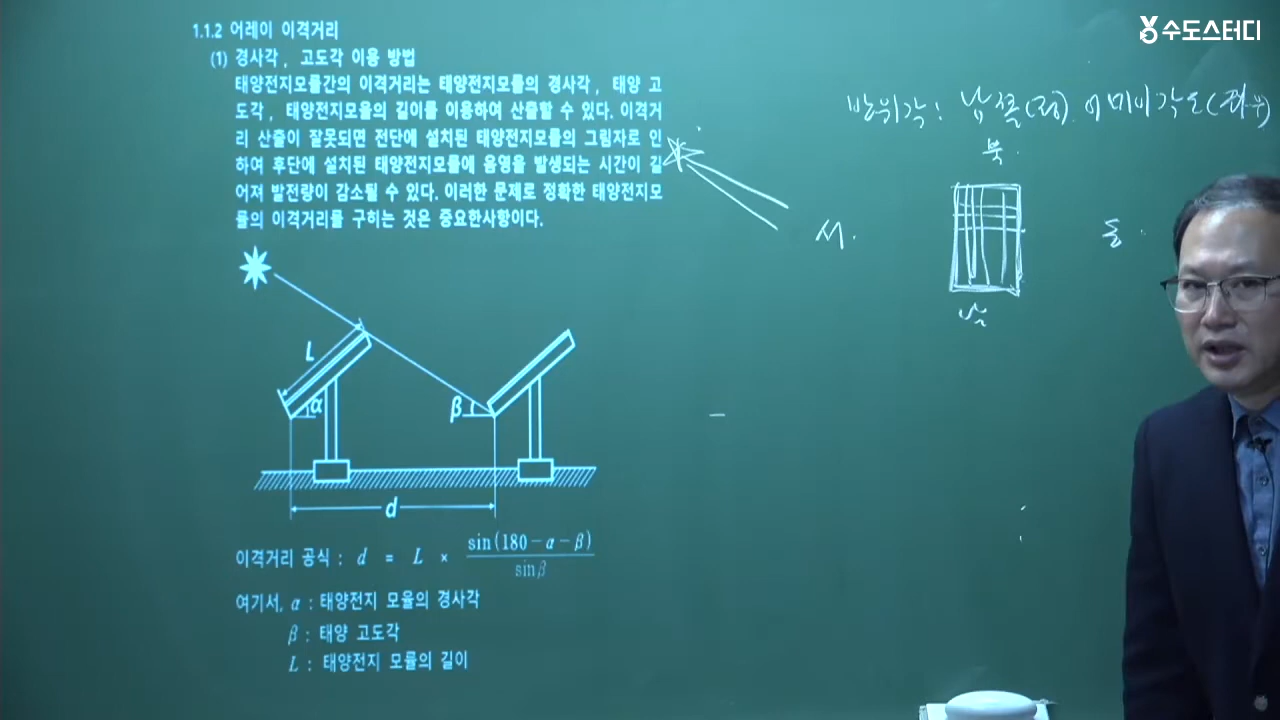 1.1.2 어레이 이격거리
(1) 경사각, 고도각 이용 방법
태양전지모듈간의 이격거리는 태양전지모듈의 경사각, 태양 고
도각, 태양전지모율의 길이를 이용하여 산출할 수 있다. 이격거
리 산출이 잘못되면 전단에 설치된 태양전지모듈의 그림자로 인
하여 후단에 설치된 태양전지모듈에 음영을 발생되는 시간이 길
어져 발전량이 감소될 수 있다. 이러한 문제로 정확한 태양전지모
듈의 이격거리를 구하는 것은 중요한사항이다.
L
α
β
d
이격거리 공식 : d = L × sin(180-α-β) / sinβ
여기서, α : 태양전지 모율의 경사각
β : 태양 고도각
L : 태양전지 모듈의 길이
수도스터디
방위각: 남쪽(정)
북
서
동
남